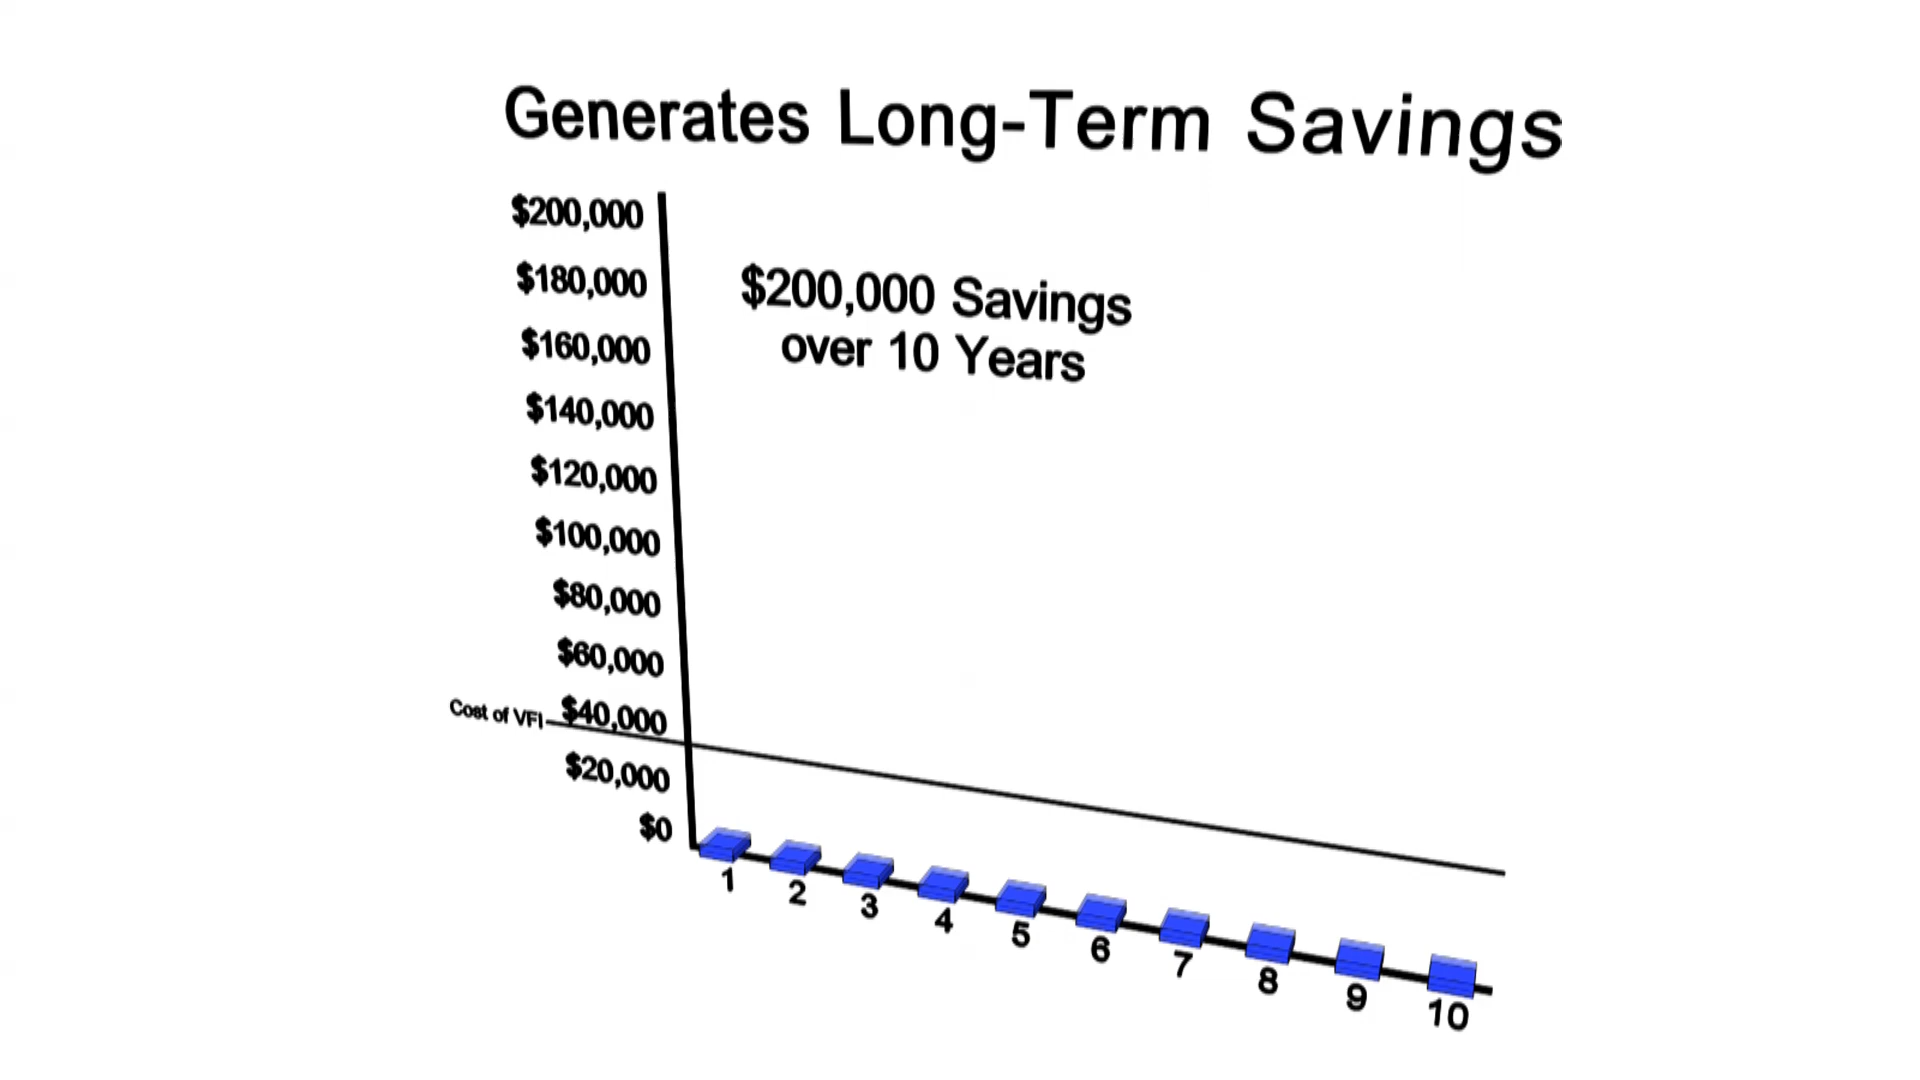 Generates Long-Term Savings
$200,000
$180,000
$200,000 Savings
over 10 Years
$160,000
$140,000
$120,000
$100,000
$80,000
$60,000
Cost of VFI
$40,000
$20,000
$0
1 2 3 4 5 6 7 8 9 10